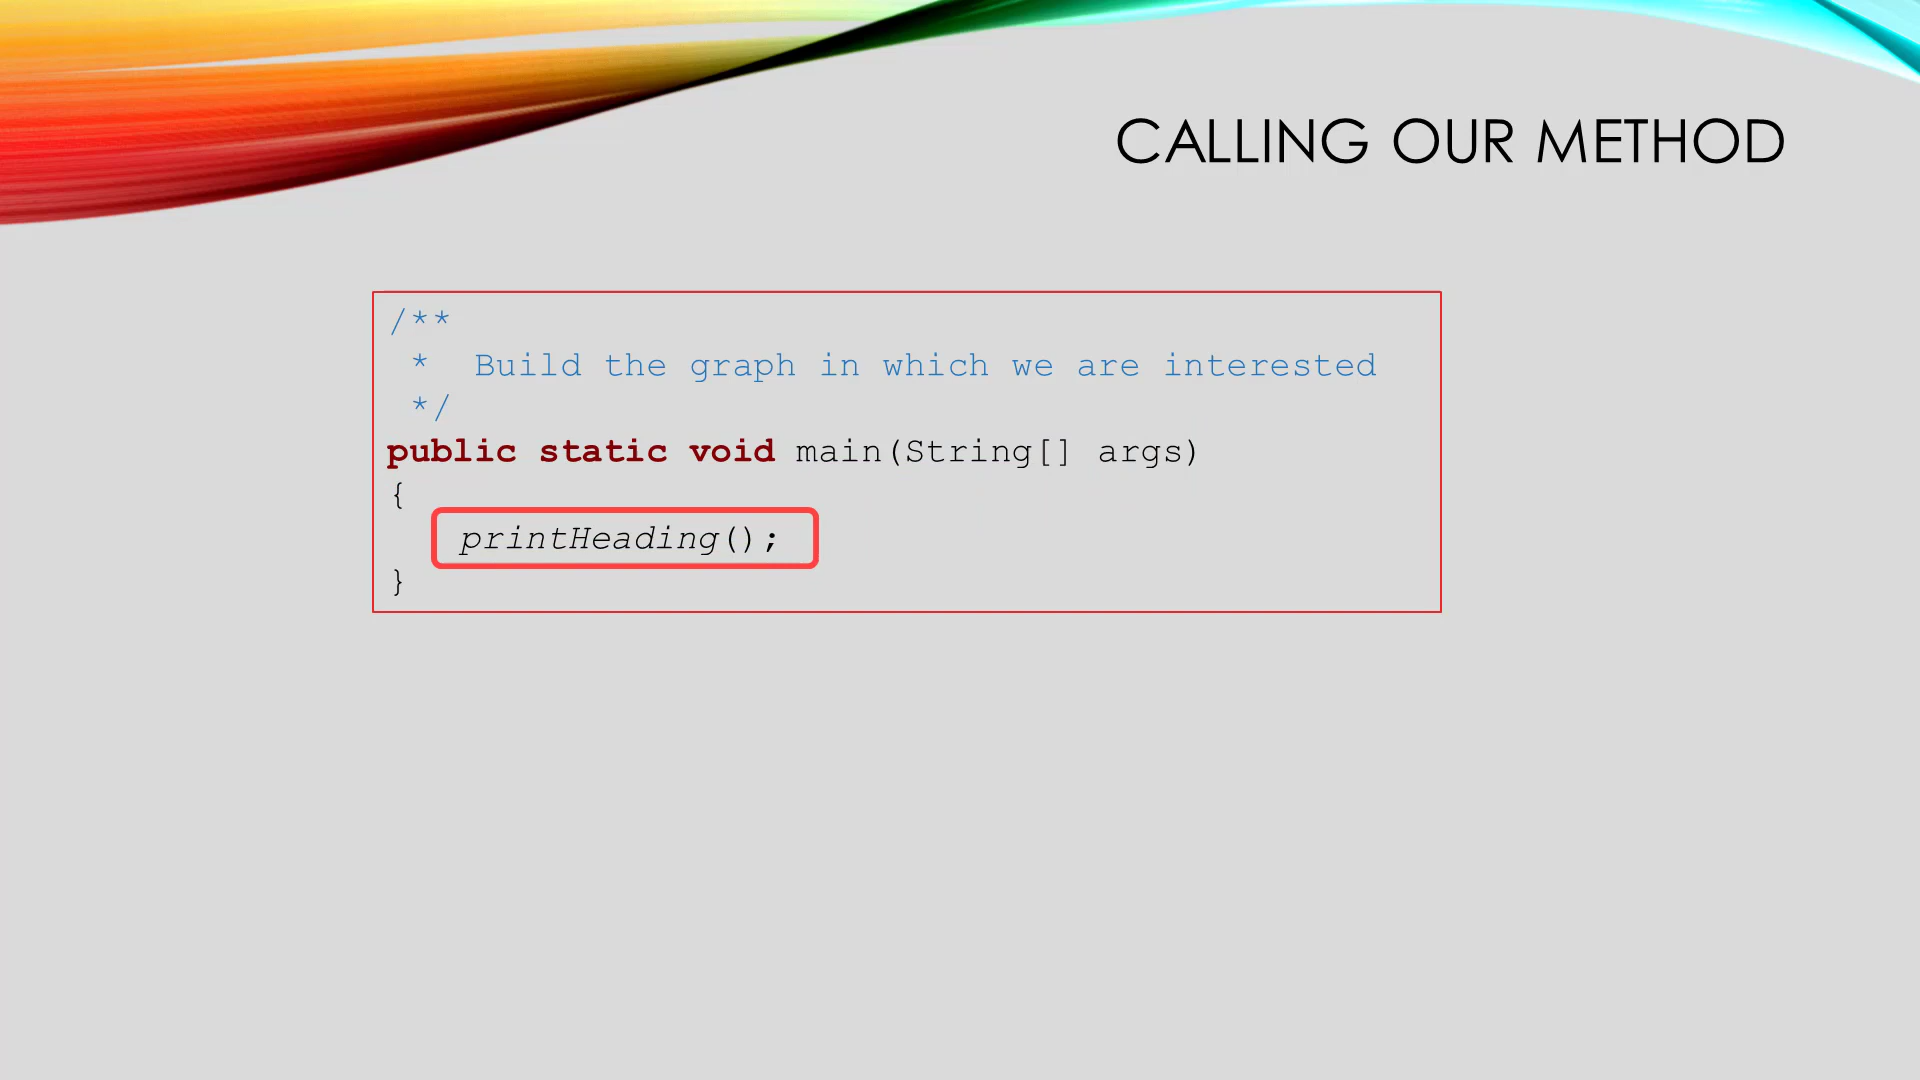 CALLING OUR METHOD
/**
 *  Build the graph in which we are interested
 */
public static void main(String[] args)
{
   printHeading();
}